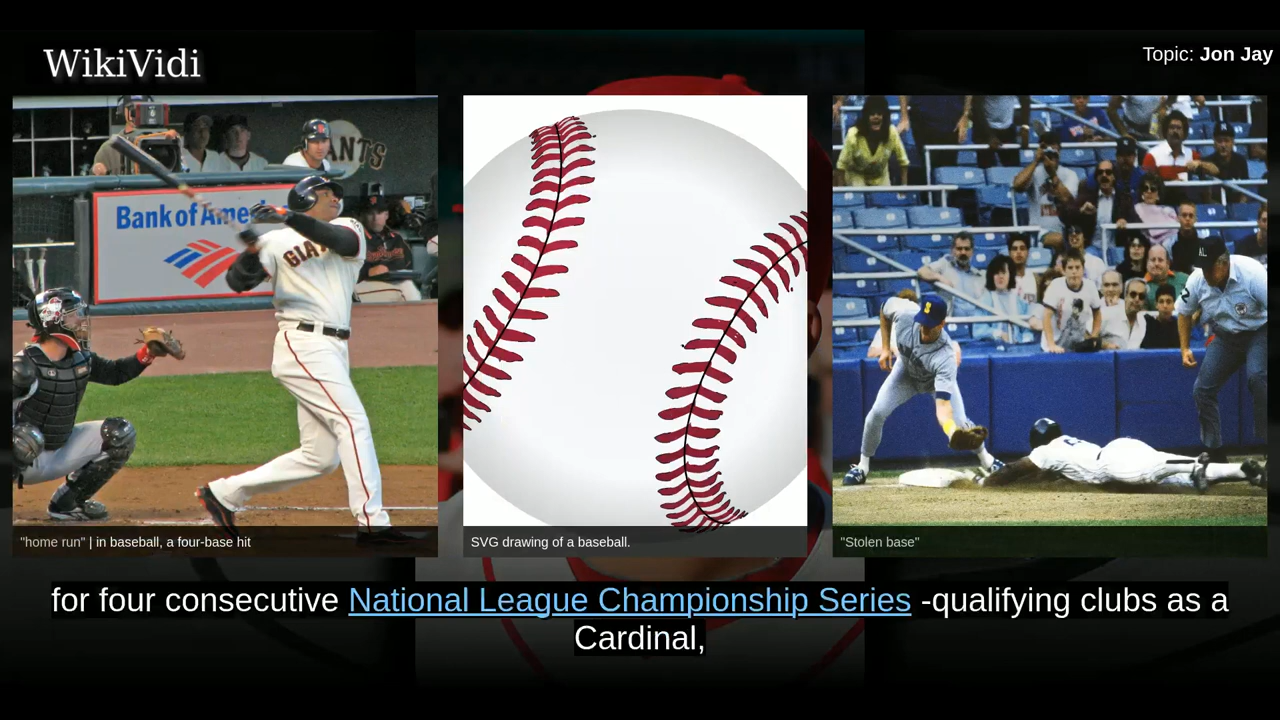 WikiVidi
Topic: Jon Jay
ANTS
Bank of Ame
GIA
"home run" | in baseball, a four-base hit
SVG drawing of a baseball.
"Stolen base"
for four consecutive National League Championship Series -qualifying clubs as a
Cardinal,